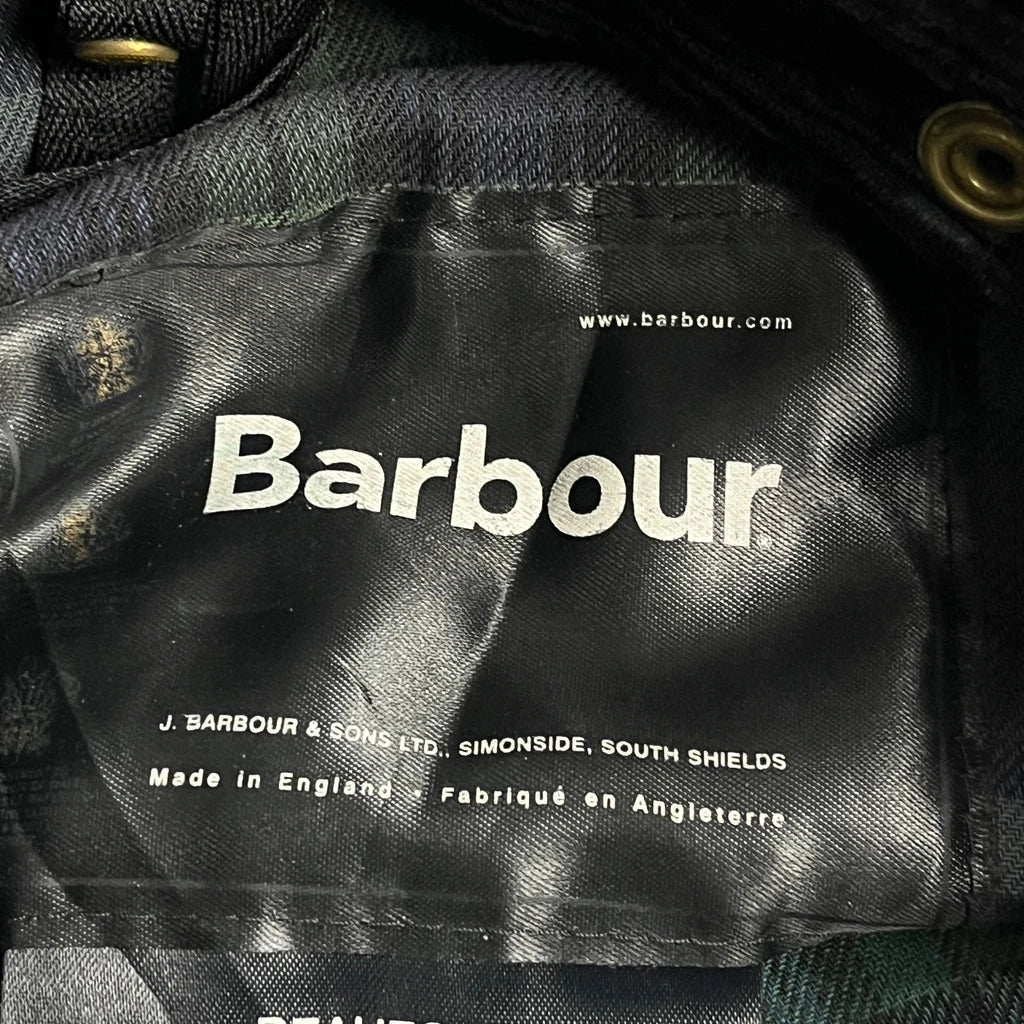 www.barbour.com
Barbour.
J. BARBOUR & SONS LTD., SIMONSIDE, SOUTH SHIELDS
Made in England • Fabriqué en Angleterre